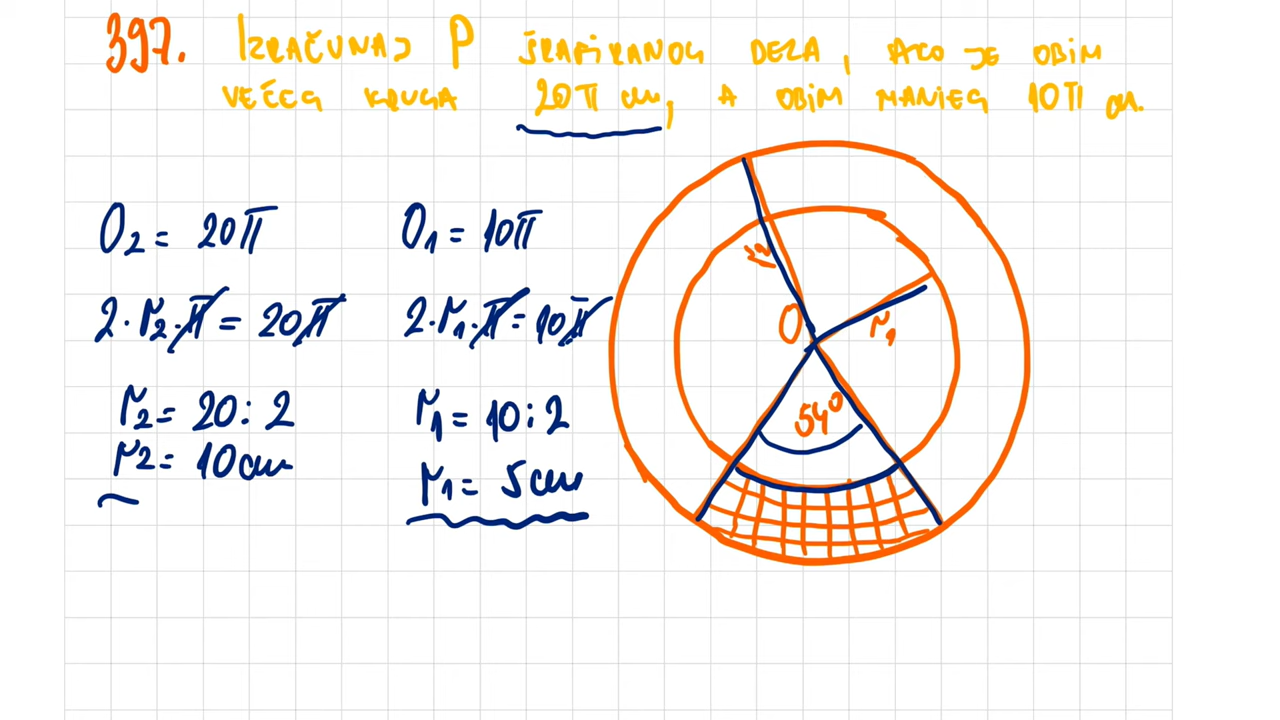 397. IZRAČUNAJ P ŠRAFIRANOG DELA, AKO JE OBIM
VEĆEG KRUGA 20π cm, A OBIM MANJEG 10π cm.
O₂ = 20π
O₁ = 10π
2·r₂·π = 20π
2·r₁·π = 10π
r₂ = 20:2
r₁ = 10:2
r₂ = 10cm
r₁ = 5cm
r₂
O
r₁
54°